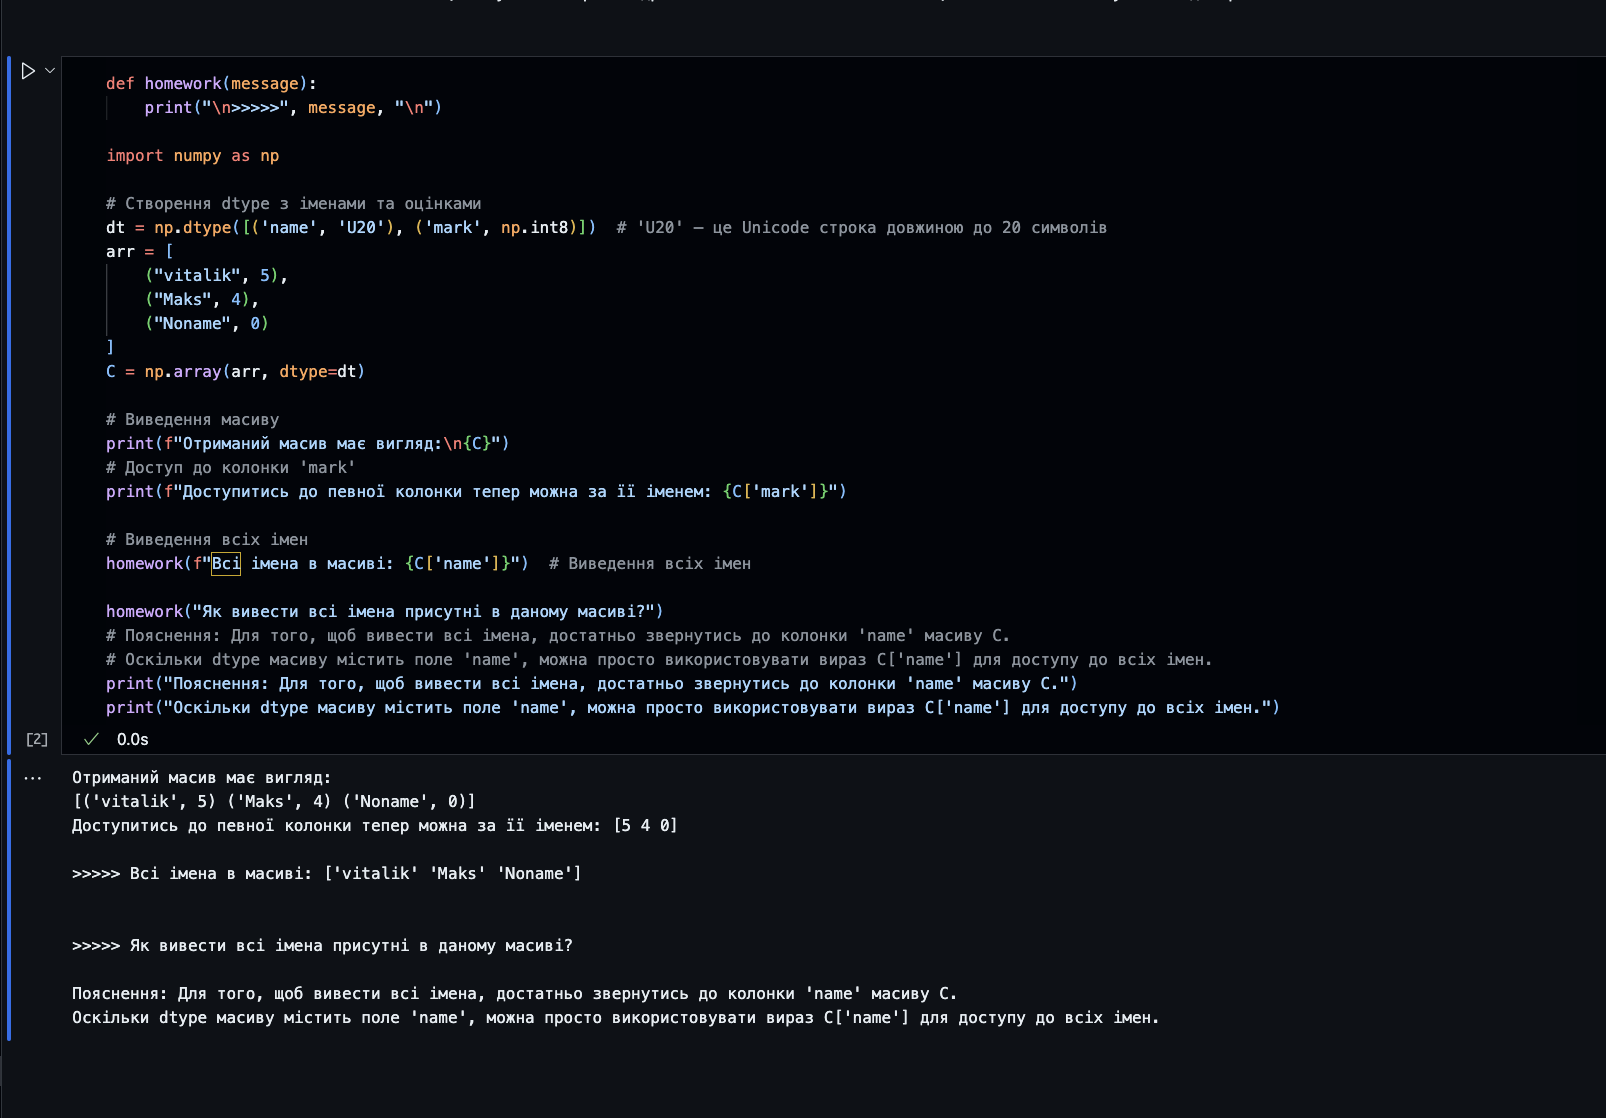 def homework(message):
    print("\n>>>>>", message, "\n")
import numpy as np
# Створення dtype з іменами та оцінками
dt = np.dtype([('name', 'U20'), ('mark', np.int8)])  # 'U20' — це Unicode строка довжиною до 20 символів
arr = [
    ("vitalik", 5),
    ("Maks", 4),
    ("Noname", 0)
]
C = np.array(arr, dtype=dt)
# Виведення масиву
print(f"Отриманий масив має вигляд:\n{C}")
# Доступ до колонки 'mark'
print(f"Доступитись до певної колонки тепер можна за її іменем: {C['mark']}")
# Виведення всіх імен
homework(f"Всі імена в масиві: {C['name']}")  # Виведення всіх імен
homework("Як вивести всі імена присутні в даному масиві?")
# Пояснення: Для того, щоб вивести всі імена, достатньо звернутись до колонки 'name' масиву C.
# Оскільки dtype масиву містить поле 'name', можна просто використовувати вираз C['name'] для доступу до всіх імен.
print("Пояснення: Для того, щоб вивести всі імена, достатньо звернутись до колонки 'name' масиву C.")
print("Оскільки dtype масиву містить поле 'name', можна просто використовувати вираз C['name'] для доступу до всіх імен.")
[2] ✓ 0.0s
... Отриманий масив має вигляд:
[('vitalik', 5) ('Maks', 4) ('Noname', 0)]
Доступитись до певної колонки тепер можна за її іменем: [5 4 0]
>>>>> Всі імена в масиві: ['vitalik' 'Maks' 'Noname']
>>>>> Як вивести всі імена присутні в даному масиві?
Пояснення: Для того, щоб вивести всі імена, достатньо звернутись до колонки 'name' масиву C.
Оскільки dtype масиву містить поле 'name', можна просто використовувати вираз C['name'] для доступу до всіх імен.